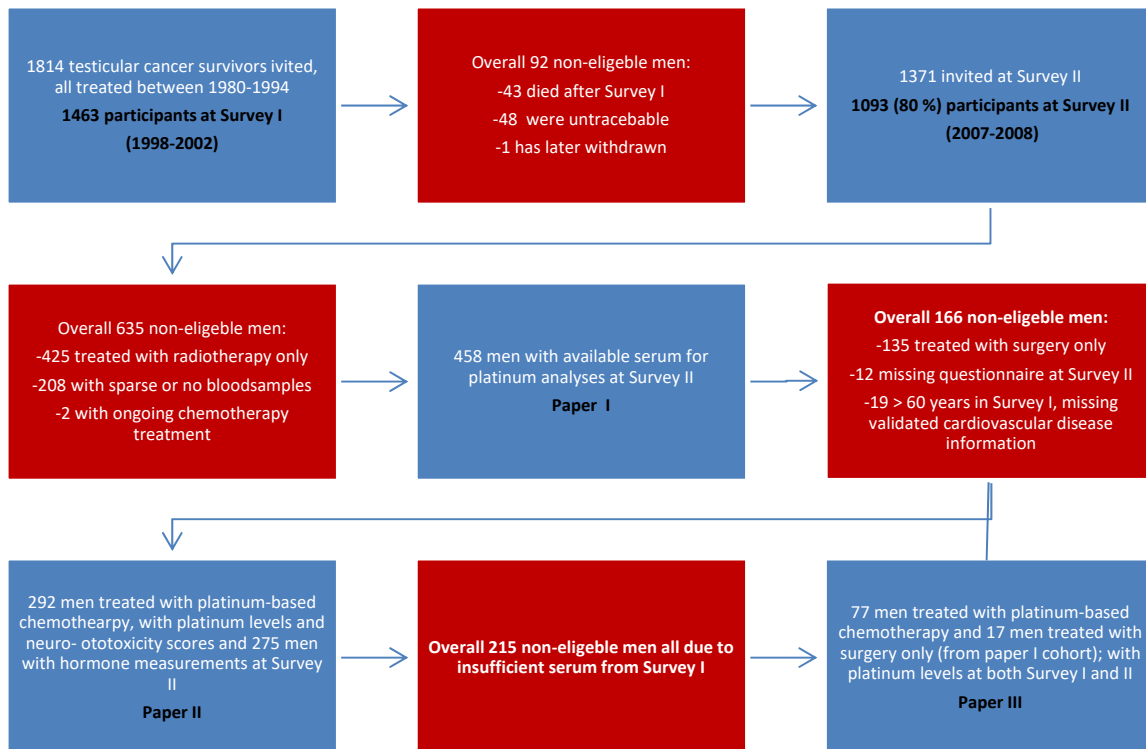 1814 testicular cancer survivors ivited,
all treated between 1980-1994
1463 participants at Survey I
(1998-2002)
Overall 92 non-eligeble men:
-43 died after Survey I
-48 were untracebable
-1 has later withdrawn
1371 invited at Survey II
1093 (80 %) participants at Survey II
(2007-2008)
Overall 635 non-eligeble men:
-425 treated with radiotherapy only
-208 with sparse or no bloodsamples
-2 with ongoing chemotherapy
treatment
458 men with available serum for
platinum analyses at Survey II
Paper I
Overall 166 non-eligeble men:
-135 treated with surgery only
-12 missing questionnaire at Survey II
-19 > 60 years in Survey I, missing
validated cardiovascular disease
information
292 men treated with platinum-based
chemothearpy, with platinum levels and
neuro- ototoxicity scores and 275 men
with hormone measurements at Survey
II
Paper II
Overall 215 non-eligeble men all due to
insufficient serum from Survey I
77 men treated with platinum-based
chemotherapy and 17 men treated with
surgery only (from paper I cohort); with
platinum levels at both Survey I and II
Paper III